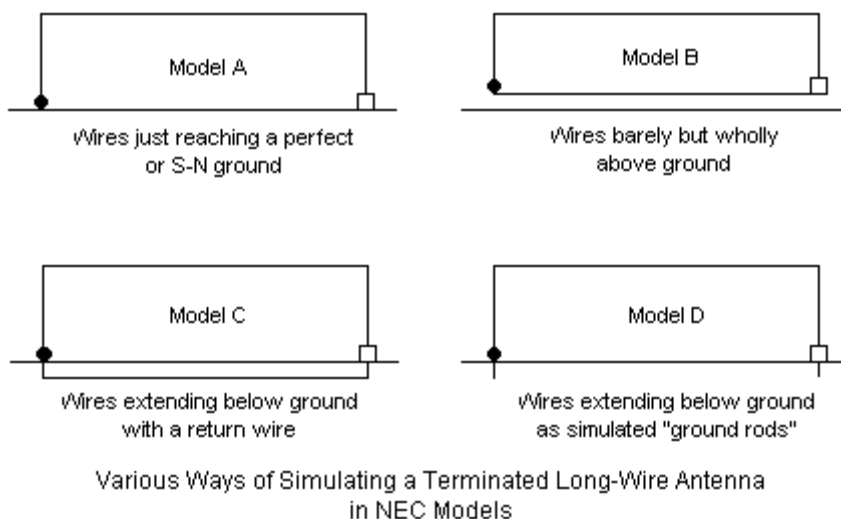 Model A
Wires just reaching a perfect
or S-N ground
Model B
Wires barely but wholly
above ground
Model C
Wires extending below ground
with a return wire
Model D
Wires extending below ground
as simulated "ground rods"
Various Ways of Simulating a Terminated Long-Wire Antenna
in NEC Models